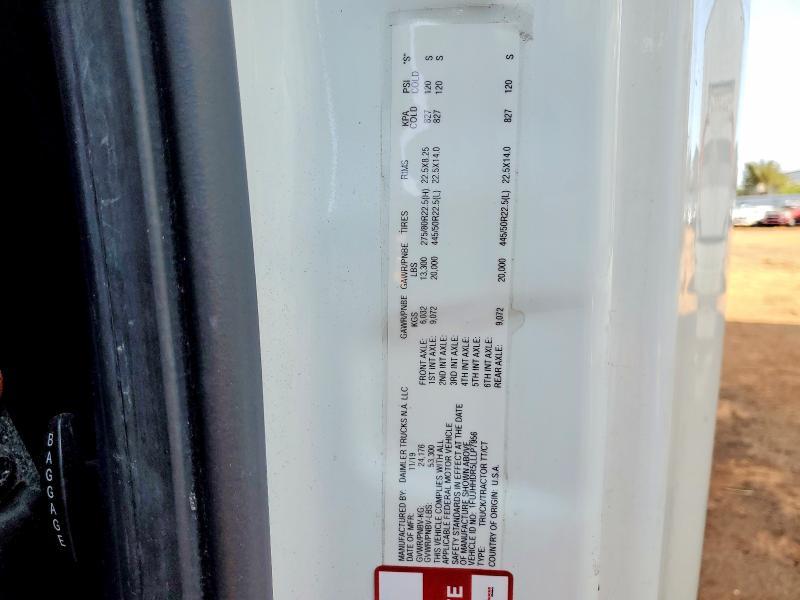 MANUFACTURED BY: DAIMLER TRUCKS N.A. LLC
DATE OF MFR: 11/19
GVWR/PNBV-KG: 24,176
GVWR/PNBV-LBS: 53,300
THIS VEHICLE COMPLIES WITH ALL
APPLICABLE FEDERAL MOTOR VEHICLE
SAFETY STANDARDS IN EFFECT AT THE DATE
OF MANUFACTURE SHOWN ABOVE.
VEHICLE ID NO:
TYPE: TRUCK/TRACTOR TT/CT
COUNTRY OF ORIGIN: U.S.A.
GAWR/PNBE GAWR/PNBE TIRES RIMS KPA PSI *S*
KGS LBS COLD COLD
FRONT AXLE: 6,032 13,300 275/80R22.5(H) 22.5X8.25 827 120 S
1ST INT AXLE: 9,072 20,000 445/50R22.5(L) 22.5X14.0 827 120 S
2ND INT AXLE:
3RD INT AXLE:
4TH INT AXLE:
5TH INT AXLE:
6TH INT AXLE:
REAR AXLE: 9,072 20,000 445/50R22.5(L) 22.5X14.0 827 120 S
BAGGAGE